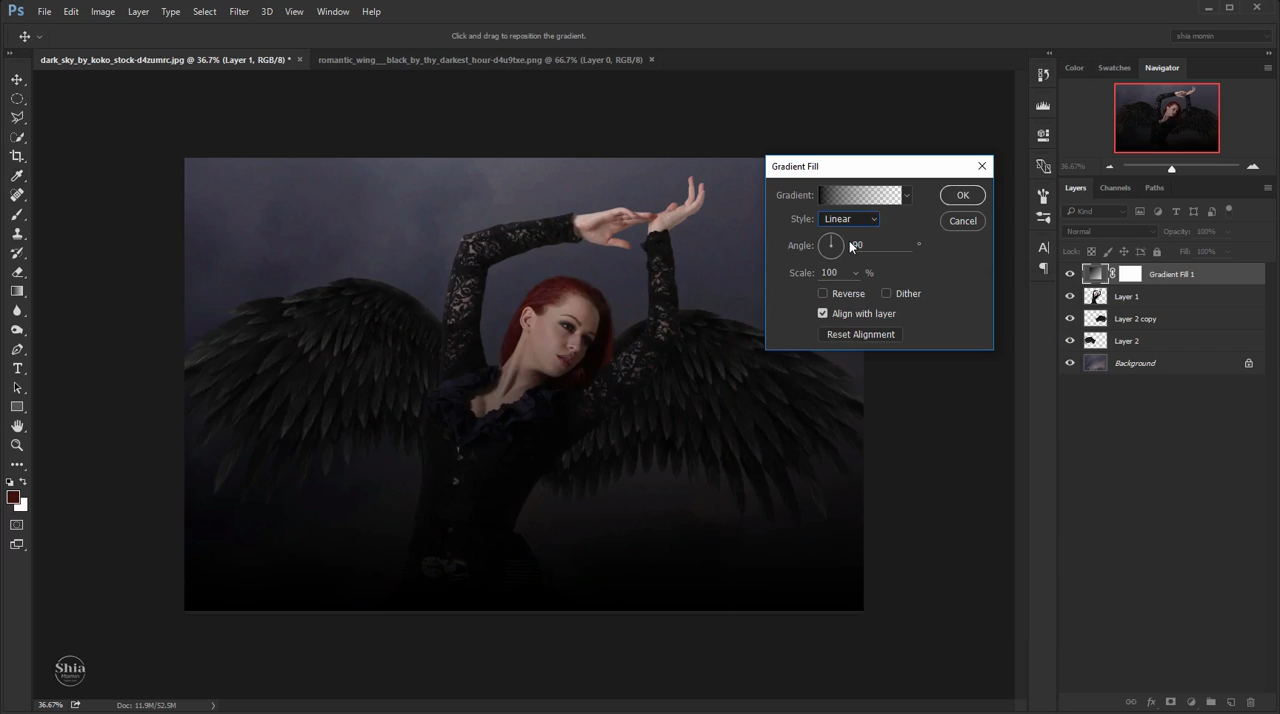 Ps File Edit Image Layer Type Select Filter 3D View Window Help
Click and drag to reposition the gradient.
shia momin
dark_sky_by_koko_stock-d4zumrc.jpg @ 36.7% (Layer 1, RGB/8) * ×
romantic_wing__black_by_thy_darkest_hour-d4u9txe.png @ 66.7% (Layer 0, RGB/8) ×
Color Swatches Navigator
36.67%
Layers Channels Paths
Kind
Normal Opacity: 100%
Lock: Fill: 100%
Gradient Fill 1
Layer 1
Layer 2 copy
Layer 2
Background
Gradient Fill
Gradient: OK
Style: Linear Cancel
Angle: 90 °
Scale: 100 %
Reverse Dither
Align with layer
Reset Alignment
Shia
Momin
36.67% Doc: 11.9M/52.5M